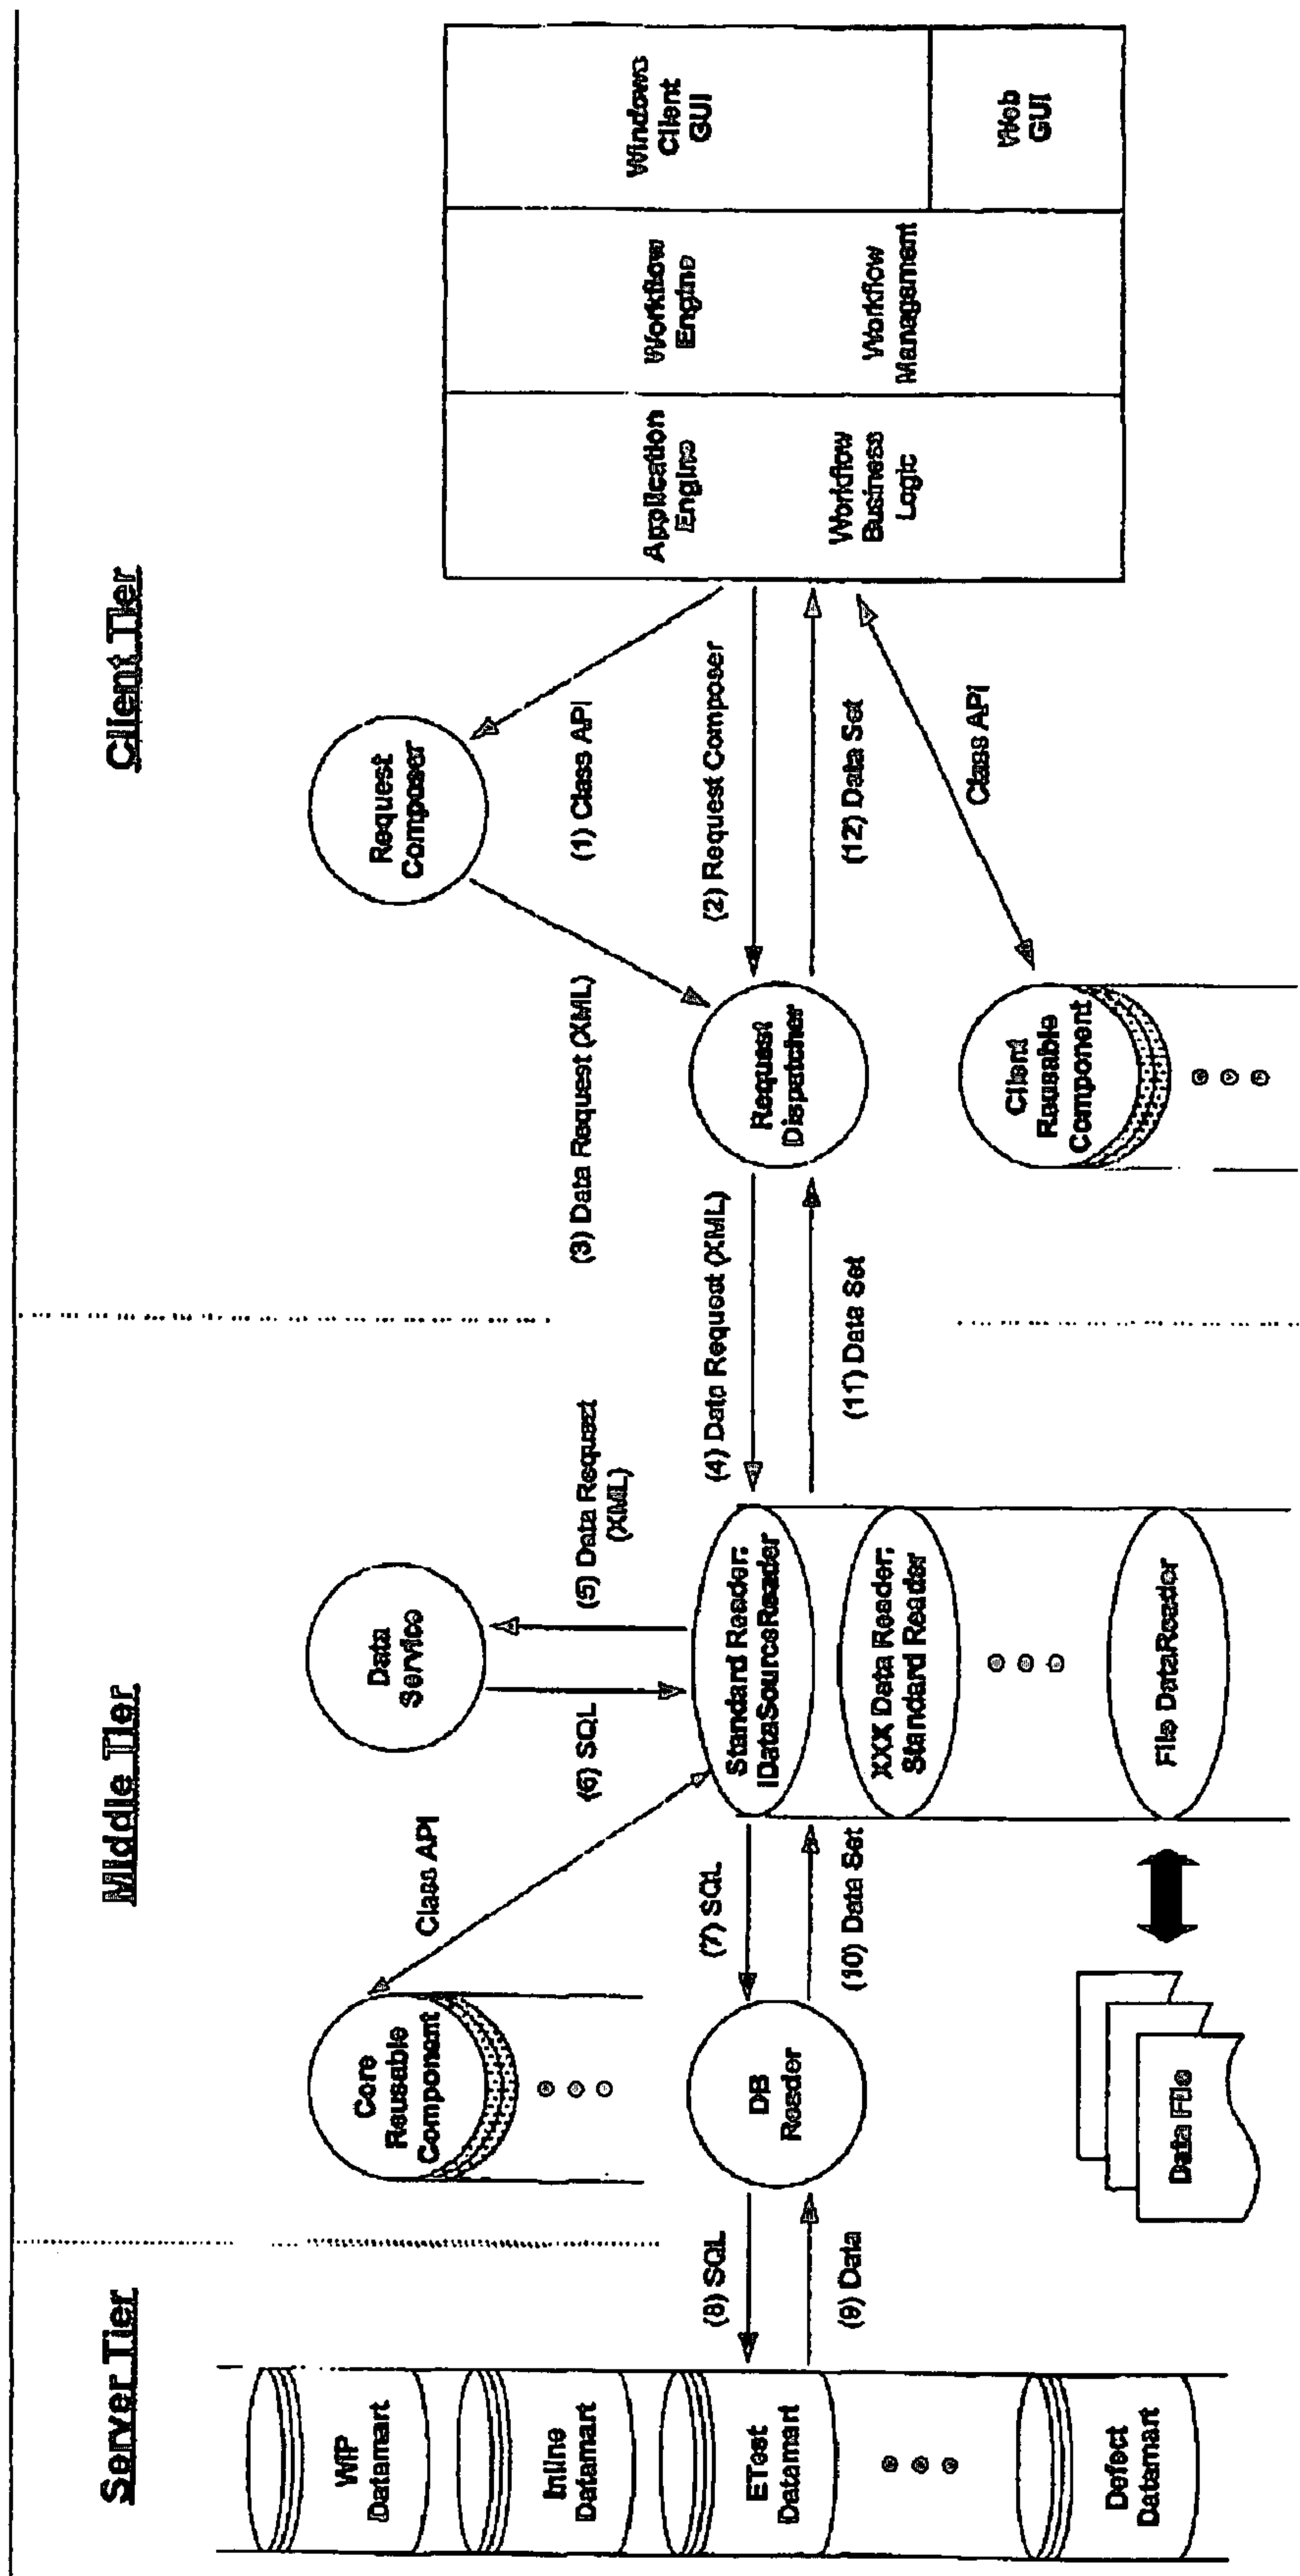 Server Tier
Middle Tier
Client Tier
WIP
Datamart
Inline
Datamart
ETest
Datamart
Defect
Datamart
(8) SQL
(9) Data
Core
Reusable
Component
DB
Reader
Data File
Class API
(7) SQL
(10) Data Set
Data
Service
(6) SQL
(5) Data Request
(XML)
Standard Reader:
IDataSourceReader
XXX Data Reader:
Standard Reader
File DataReader
(4) Data Request (XML)
(11) Data Set
(3) Data Request (XML)
Request
Dispatcher
Client
Reusable
Component
Request
Composer
(1) Class API
(2) Request Composer
(12) Data Set
Class API
Application
Engine
Workflow
Business
Logic
Workflow
Engine
Workflow
Management
Windows
Client
GUI
Web
GUI